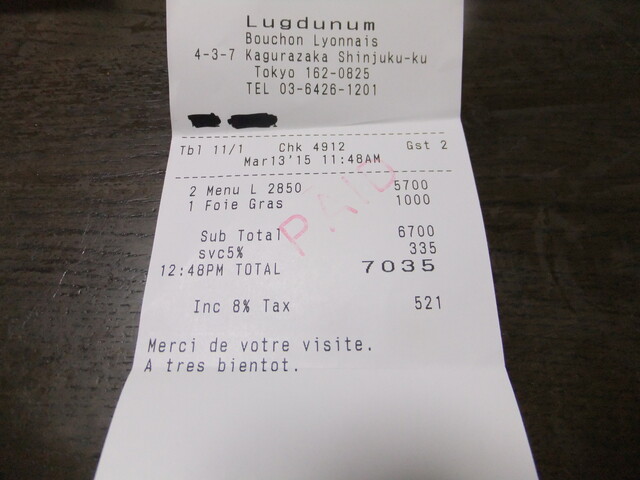 Lugdunum
Bouchon Lyonnais
4-3-7 Kagurazaka Shinjuku-ku
Tokyo 162-0825
TEL 03-6426-1201
Tbl 11/1 Chk 4912 Gst 2
Mar13'15 11:48AM
2 Menu L 2850 5700
1 Foie Gras 1000
PAID
Sub Total 6700
svc5% 335
12:48PM TOTAL 7035
Inc 8% Tax 521
Merci de votre visite.
A tres bientot.